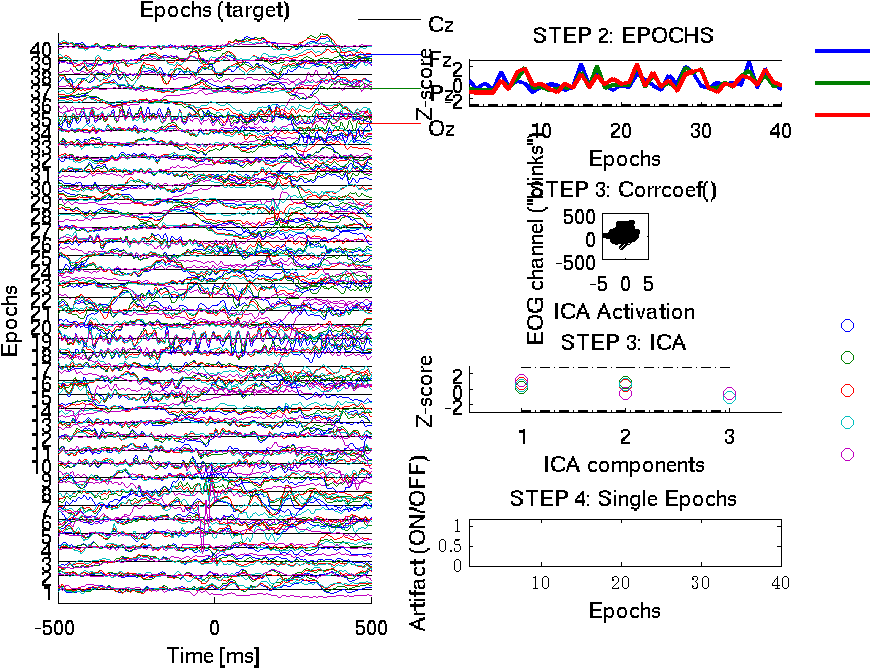 Epochs (target)
40
39
38
37
36
35
34
33
32
31
30
29
28
27
26
25
24
23
22
21
20
19
18
17
16
15
14
13
12
11
10
9
8
7
6
5
4
3
2
1
Epochs
-500 0 500
Time [ms]
Cz
Fz
Pz
Oz
STEP 2: EPOCHS
Z-score
2
0
-2
10 20 30 40
Epochs
STEP 3: Corrcoef()
EOG channel ("blinks")
500
0
-500
-5 0 5
ICA Activation
STEP 3: ICA
Z-score
2
0
-2
1 2 3
ICA components
STEP 4: Single Epochs
Artifact (ON/OFF)
1
0.5
0
10 20 30 40
Epochs